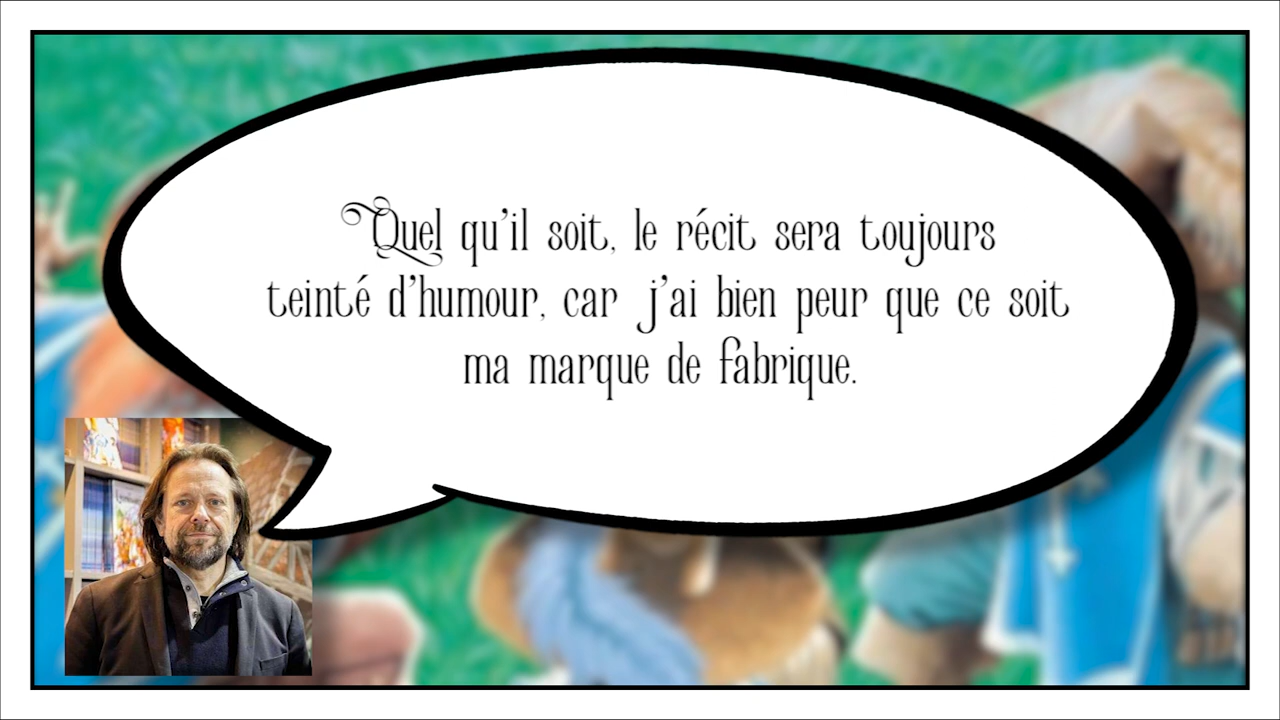 Quel qu'il soit, le récit sera toujours
teinté d'humour, car j'ai bien peur que ce soit
ma marque de fabrique.